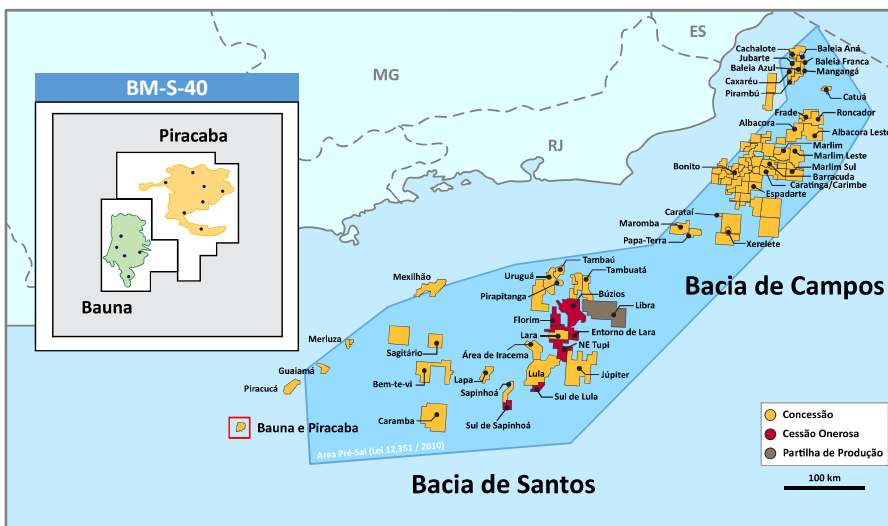 BM-S-40
Piracaba
Bauna
MG
ES
RJ
Cachalote
Baleia Anã
Jubarte
Baleia Franca
Baleia Azul
Mangangá
Caxaréu
Pirambú
Catuá
Frade
Roncador
Albacora
Albacora Leste
Marlim
Marlim Leste
Bonito
Marlim Sul
Barracuda
Caratinga/Carimbe
Espadarte
Carataí
Maromba
Papa-Terra
Xerelete
Bacia de Campos
Tambaú
Uruguá
Tambuatá
Mexilhão
Pirapitanga
Búzios
Libra
Florim
Merluza
Lara
Entorno de Lara
Sagitário
Área de Iracema
NE Tupi
Guaiamá
Bem-te-vi
Lapa
Lula
Júpiter
Piracucá
Sapinhoá
Sul de Lula
Caramba
Sul de Sapinhoá
Bauna e Piracaba
Area Pré-Sal (Lei 12,351 / 2010)
Bacia de Santos
Concessão
Cessão Onerosa
Partilha de Produção
100 km